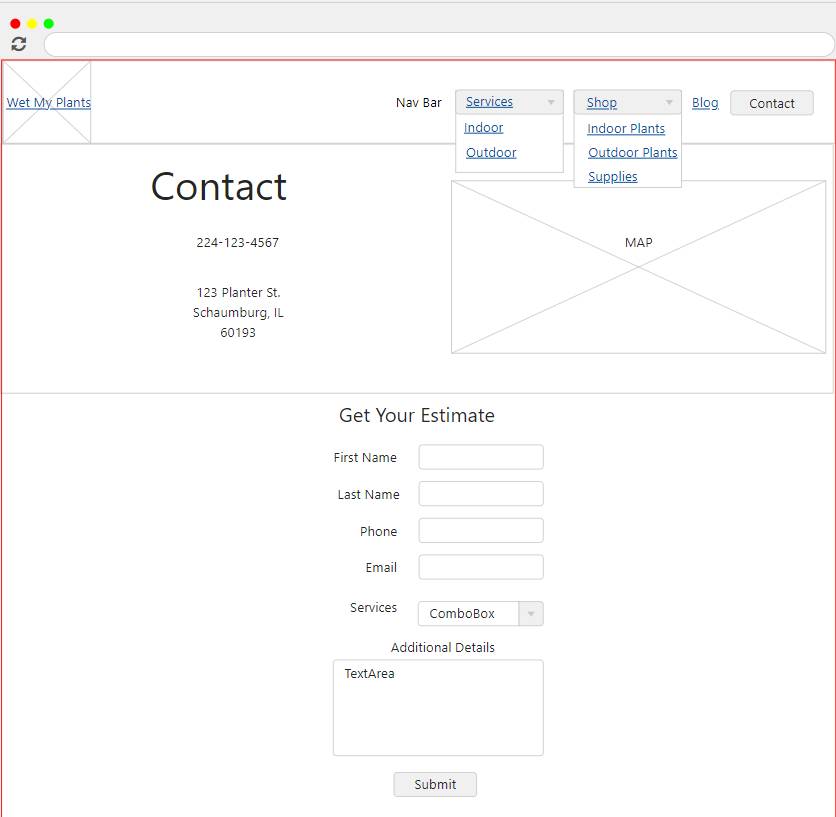 Wet My Plants
Nav Bar
Services
Shop
Blog
Contact
Indoor
Outdoor
Indoor Plants
Outdoor Plants
Supplies
Contact
224-123-4567
123 Planter St.
Schaumburg, IL
60193
MAP
Get Your Estimate
First Name
Last Name
Phone
Email
Services
ComboBox
Additional Details
TextArea
Submit